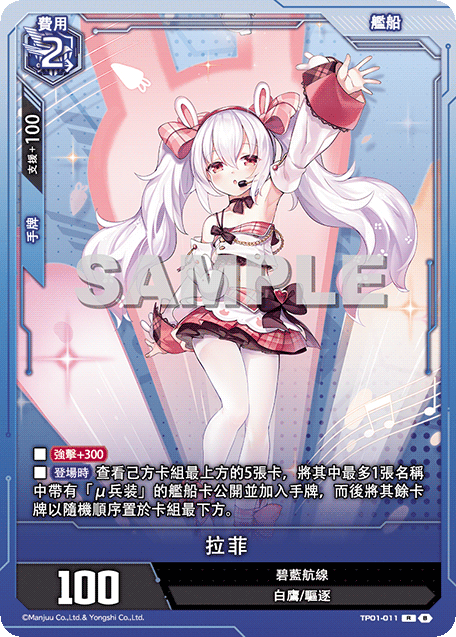 費用
艦船
2
支援+100
手牌
SAMPLE
■ 強擊+300
■ 登場時 查看己方卡組最上方的5張卡，將其中最多1張名稱
中帶有「μ兵装」的艦船卡公開並加入手牌，而後將其餘卡
牌以隨機順序置於卡組最下方。
拉菲
100
碧藍航線
白鷹/驅逐
©Manjuu Co.,Ltd.& Yongshi Co.,Ltd.
TP01-011 R B